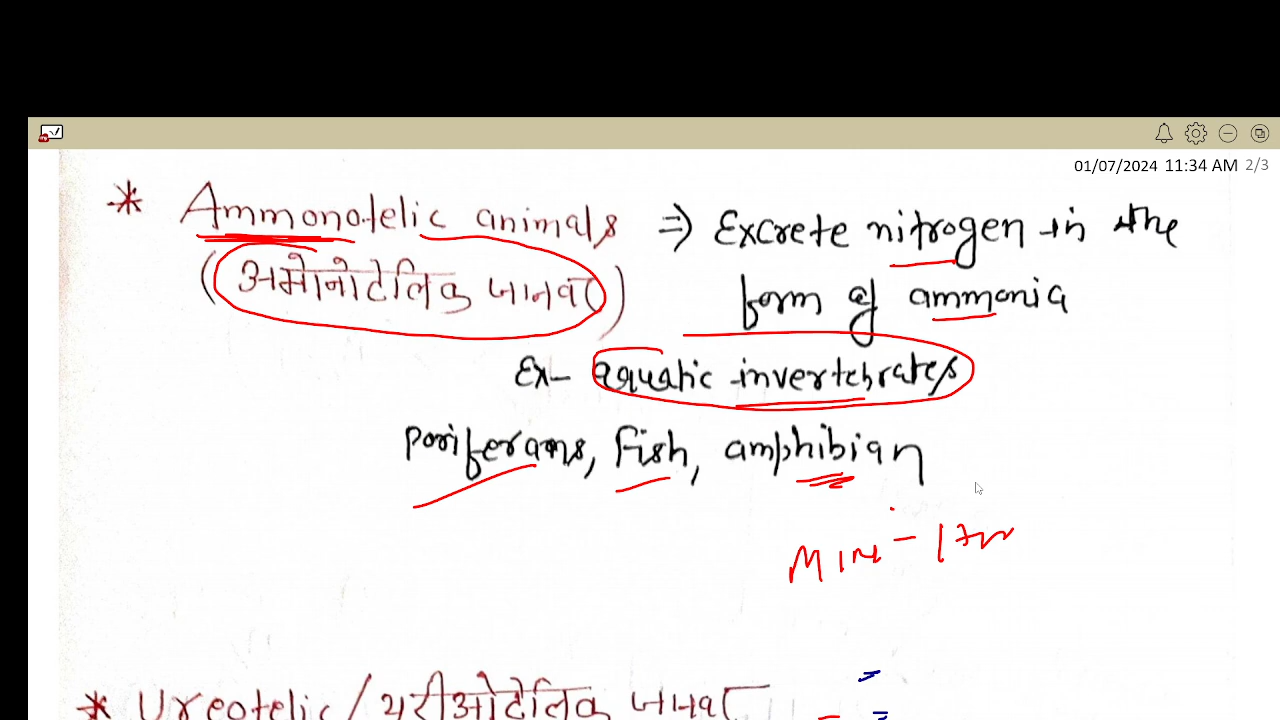 01/07/2024 11:34 AM 2/3
* Ammonotelic animals ⇒ Excrete nitrogen in the
(अमोनोटेलिक जानवर) form of ammonia
Ex- aquatic invertebrates
Poriferans, Fish, amphibian
* Ureotelic / यूरीओटेलिक जानवर